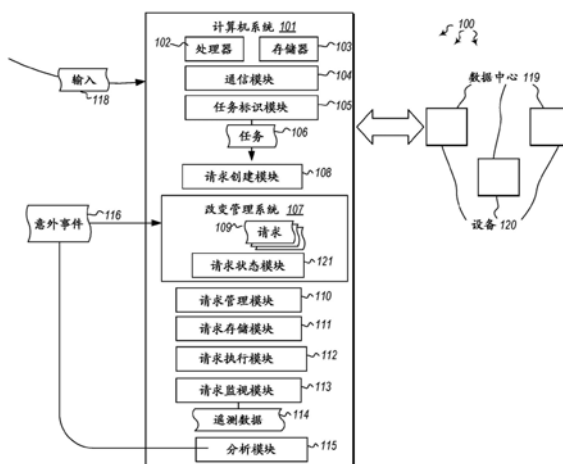 计算机系统 101
102 处理器 存储器 103
通信模块 104
任务标识模块 105
任务 106
请求创建模块 108
输入
118
改变管理系统 107
109 请求
请求状态模块 121
意外事件 116
请求管理模块 110
请求存储模块 111
请求执行模块 112
请求监视模块 113
遥测数据 114
分析模块 115
100
数据中心 119
设备 120